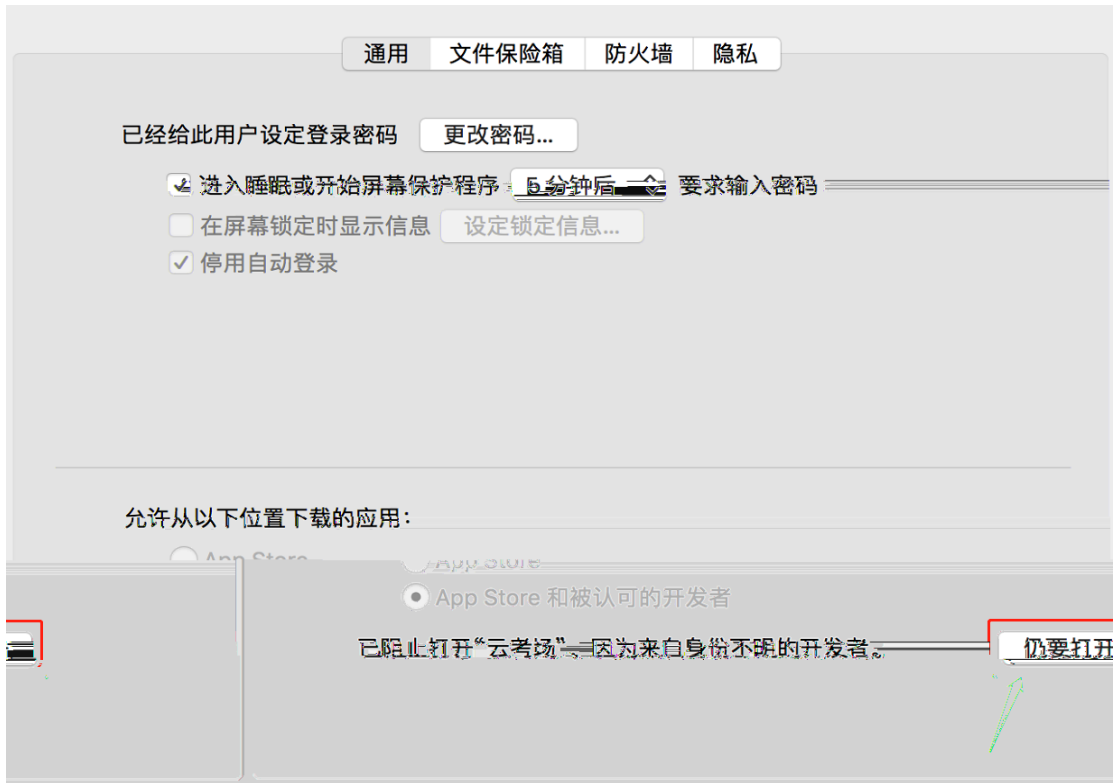 通用 文件保险箱 防火墙 隐私
已经给此用户设定登录密码 更改密码...
进入睡眠或开始屏幕保护程序 5 分钟后 要求输入密码
在屏幕锁定时显示信息 设定锁定信息...
停用自动登录
允许从以下位置下载的应用：
App Store
App Store
App Store 和被认可的开发者
已阻止打开“云考场”，因为来自身份不明的开发者。 仍要打开